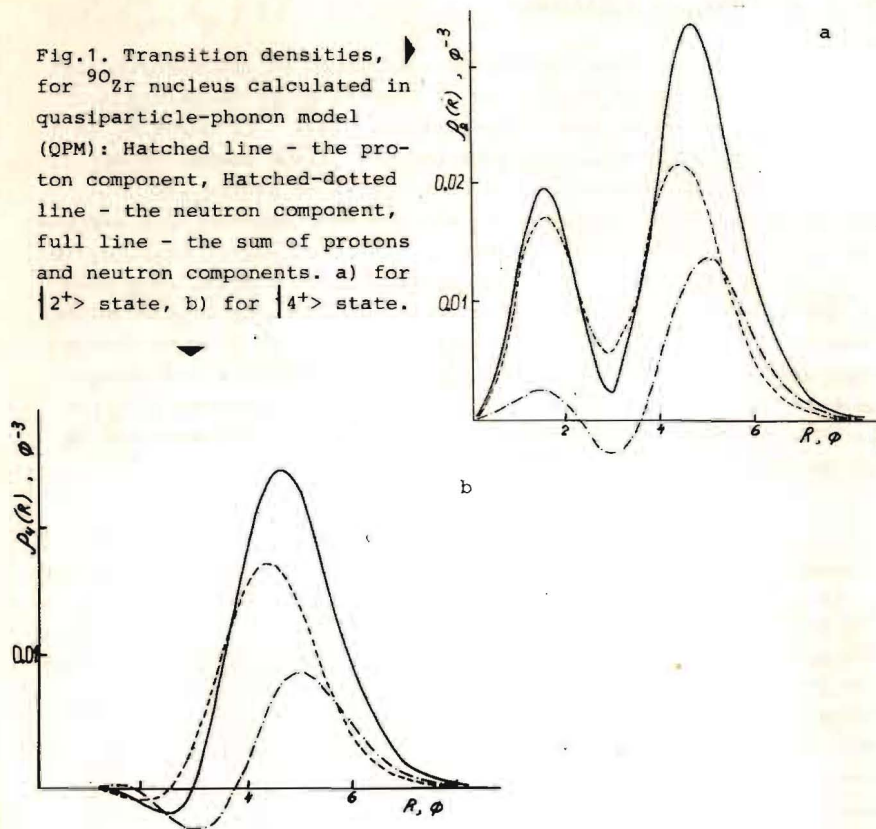 Fig.1. Transition densities,
for ⁹⁰Zr nucleus calculated in
quasiparticle-phonon model
(QPM): Hatched line - the pro-
ton component, Hatched-dotted
line - the neutron component,
full line - the sum of protons
and neutron components. a) for
|2⁺> state, b) for |4⁺> state.
a
ρ₂(R), ф⁻³
0.02
0.01
2 4 6
R, ф
b
ρ₄(R), ф⁻³
0.01
4 6
R, ф